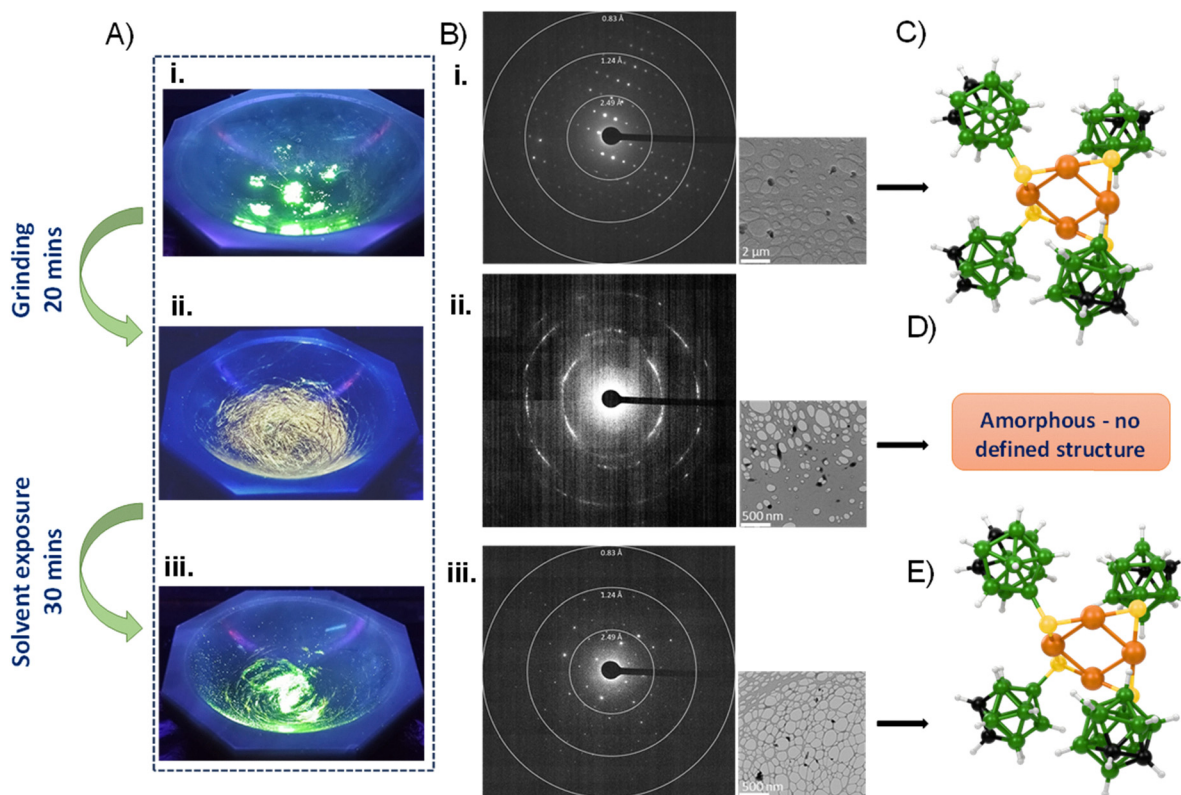 A)
i.
Grinding
20 mins
ii.
Solvent exposure
30 mins
iii.
B)
i.
0.83 Å
1.24 Å
2.49 Å
2 μm
ii.
500 nm
iii.
0.83 Å
1.24 Å
2.49 Å
500 nm
C)
D)
Amorphous - no
defined structure
E)